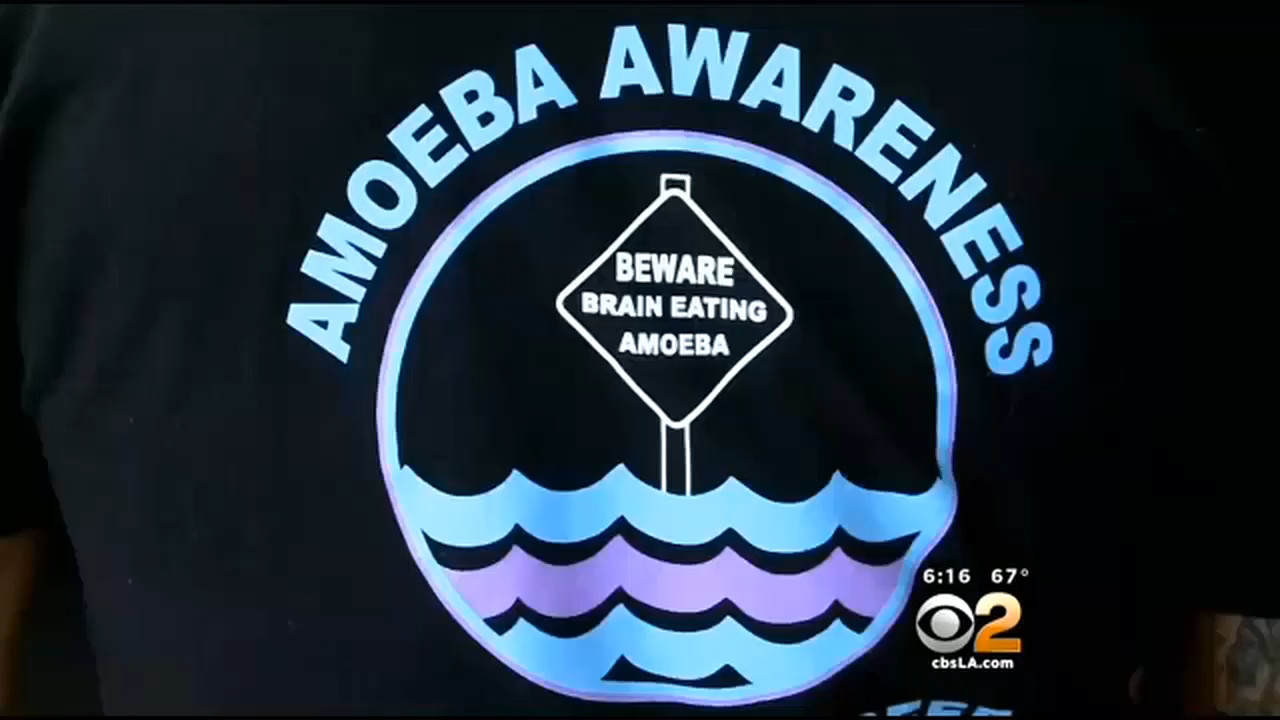 AMOEBA AWARENESS
BEWARE
BRAIN EATING
AMOEBA
6:16 67°
2
cbsLA.com